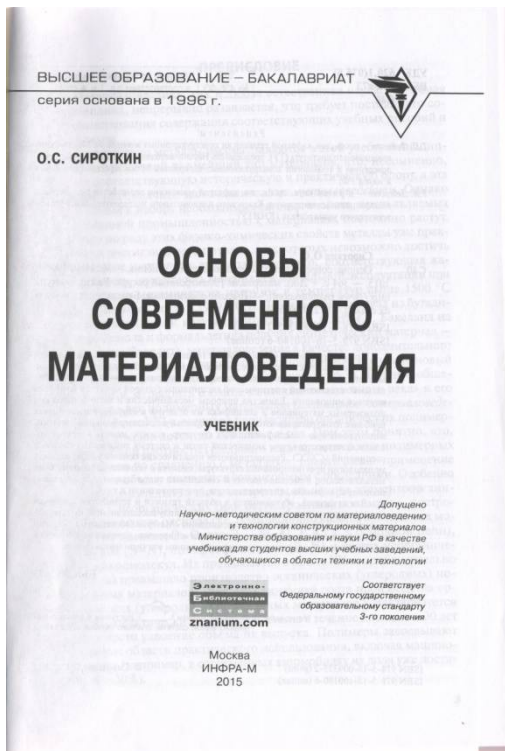 ВЫСШЕЕ ОБРАЗОВАНИЕ – БАКАЛАВРИАТ
серия основана в 1996 г.
О.С. СИРОТКИН
ОСНОВЫ
СОВРЕМЕННОГО
МАТЕРИАЛОВЕДЕНИЯ
УЧЕБНИК
Допущено
Научно-методическим советом по материаловедению
и технологии конструкционных материалов
Министерства образования и науки РФ в качестве
учебника для студентов высших учебных заведений,
обучающихся в области техники и технологии
Электронно-
Библиотечная
Система
znanium.com
Соответствует
Федеральному государственному
образовательному стандарту
3-го поколения
Москва
ИНФРА-М
2015